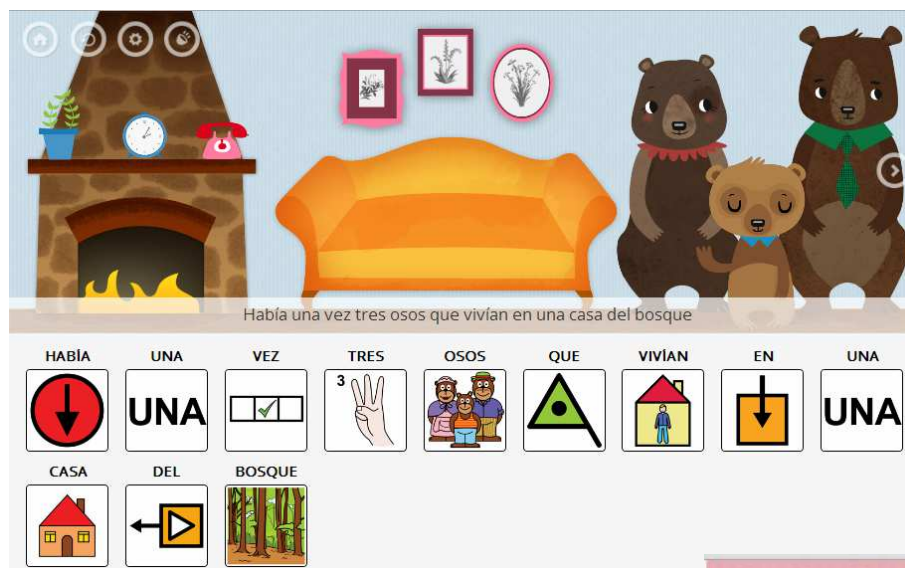 Había una vez tres osos que vivían en una casa del bosque
HABÍA UNA VEZ TRES OSOS QUE VIVÍAN EN UNA
UNA 3 UNA
CASA DEL BOSQUE